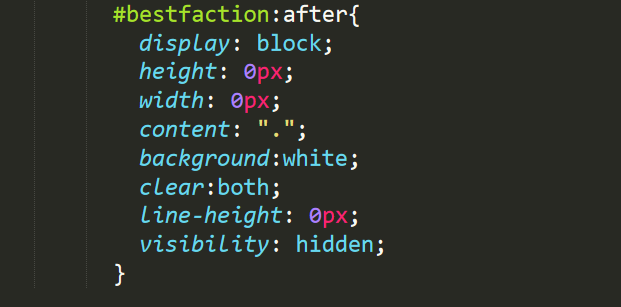 #bestfaction:after{
display: block;
height: 0px;
width: 0px;
content: ".";
background:white;
clear:both;
line-height: 0px;
visibility: hidden;
}